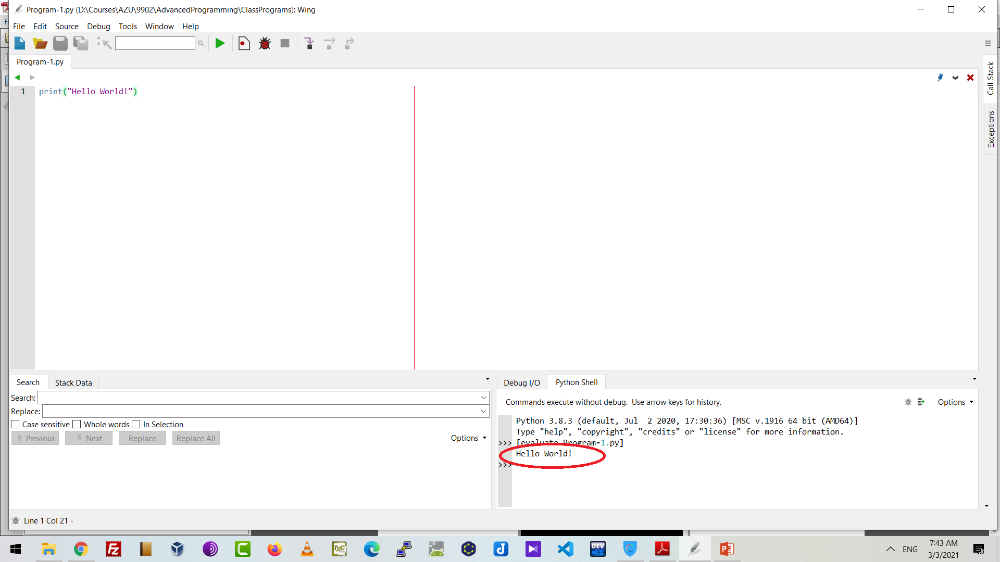 Program-1.py (D:\Courses\AZU\9902\AdvancedProgramming\ClassPrograms): Wing
File Edit Source Debug Tools Window Help
Program-1.py
1 print("Hello World!")
Call Stack
Exceptions
Search Stack Data
Search:
Replace:
Case sensitive Whole words In Selection
Previous Next Replace Replace All Options
Debug I/O Python Shell
Commands execute without debug. Use arrow keys for history. Options
Python 3.8.3 (default, Jul  2 2020, 17:30:36) [MSC v.1916 64 bit (AMD64)]
Type "help", "copyright", "credits" or "license" for more information.
>>> [evaluate Program-1.py]
Hello World!
>>>
Line 1 Col 21 -
ENG
7:43 AM
3/3/2021